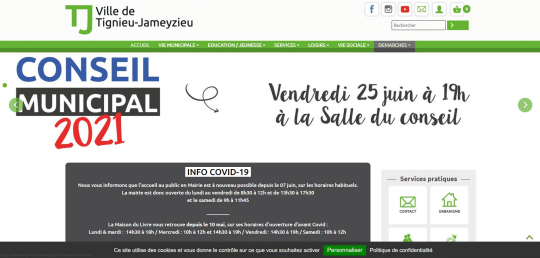 Ville de
Tignieu-Jameyzieu
Rechercher
ACCUEIL VIE MUNICIPALE EDUCATION / JEUNESSE SERVICES LOISIRS VIE SOCIALE DEMARCHES
CONSEIL
MUNICIPAL
2021
Vendredi 25 juin à 19h
à la Salle du conseil
INFO COVID-19
Nous vous informons que l'accueil au public en Mairie est à nouveau possible depuis le 07 juin, sur les horaires habituels.
La mairie est donc ouverte du lundi au vendredi de 8h30 à 12h et de 13h30 à 17h30
et le samedi de 9h à 11h45
La Maison du Livre vous retrouve depuis le 10 mai, sur ses horaires d'ouverture d'avant Covid :
Lundi & mardi : 14h30 à 18h / Mercredi : 10h à 12h et 14h30 à 19h / Vendredi : 14h30 à 19h / Samedi : 10h à 12h
Services pratiques
CONTACT
URBANISME
Ce site utilise des cookies et vous donne le contrôle sur ce que vous souhaitez activer Personnaliser Politique de confidentialité